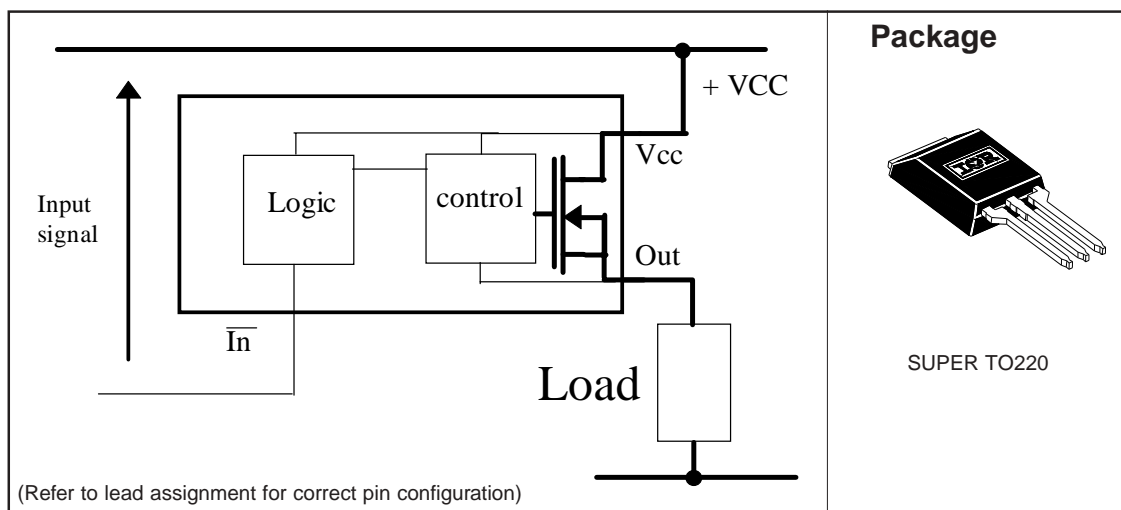 Package
+ VCC
Vcc
Logic
control
Input
signal
Out
In
Load
IOR
SUPER TO220
(Refer to lead assignment for correct pin configuration)